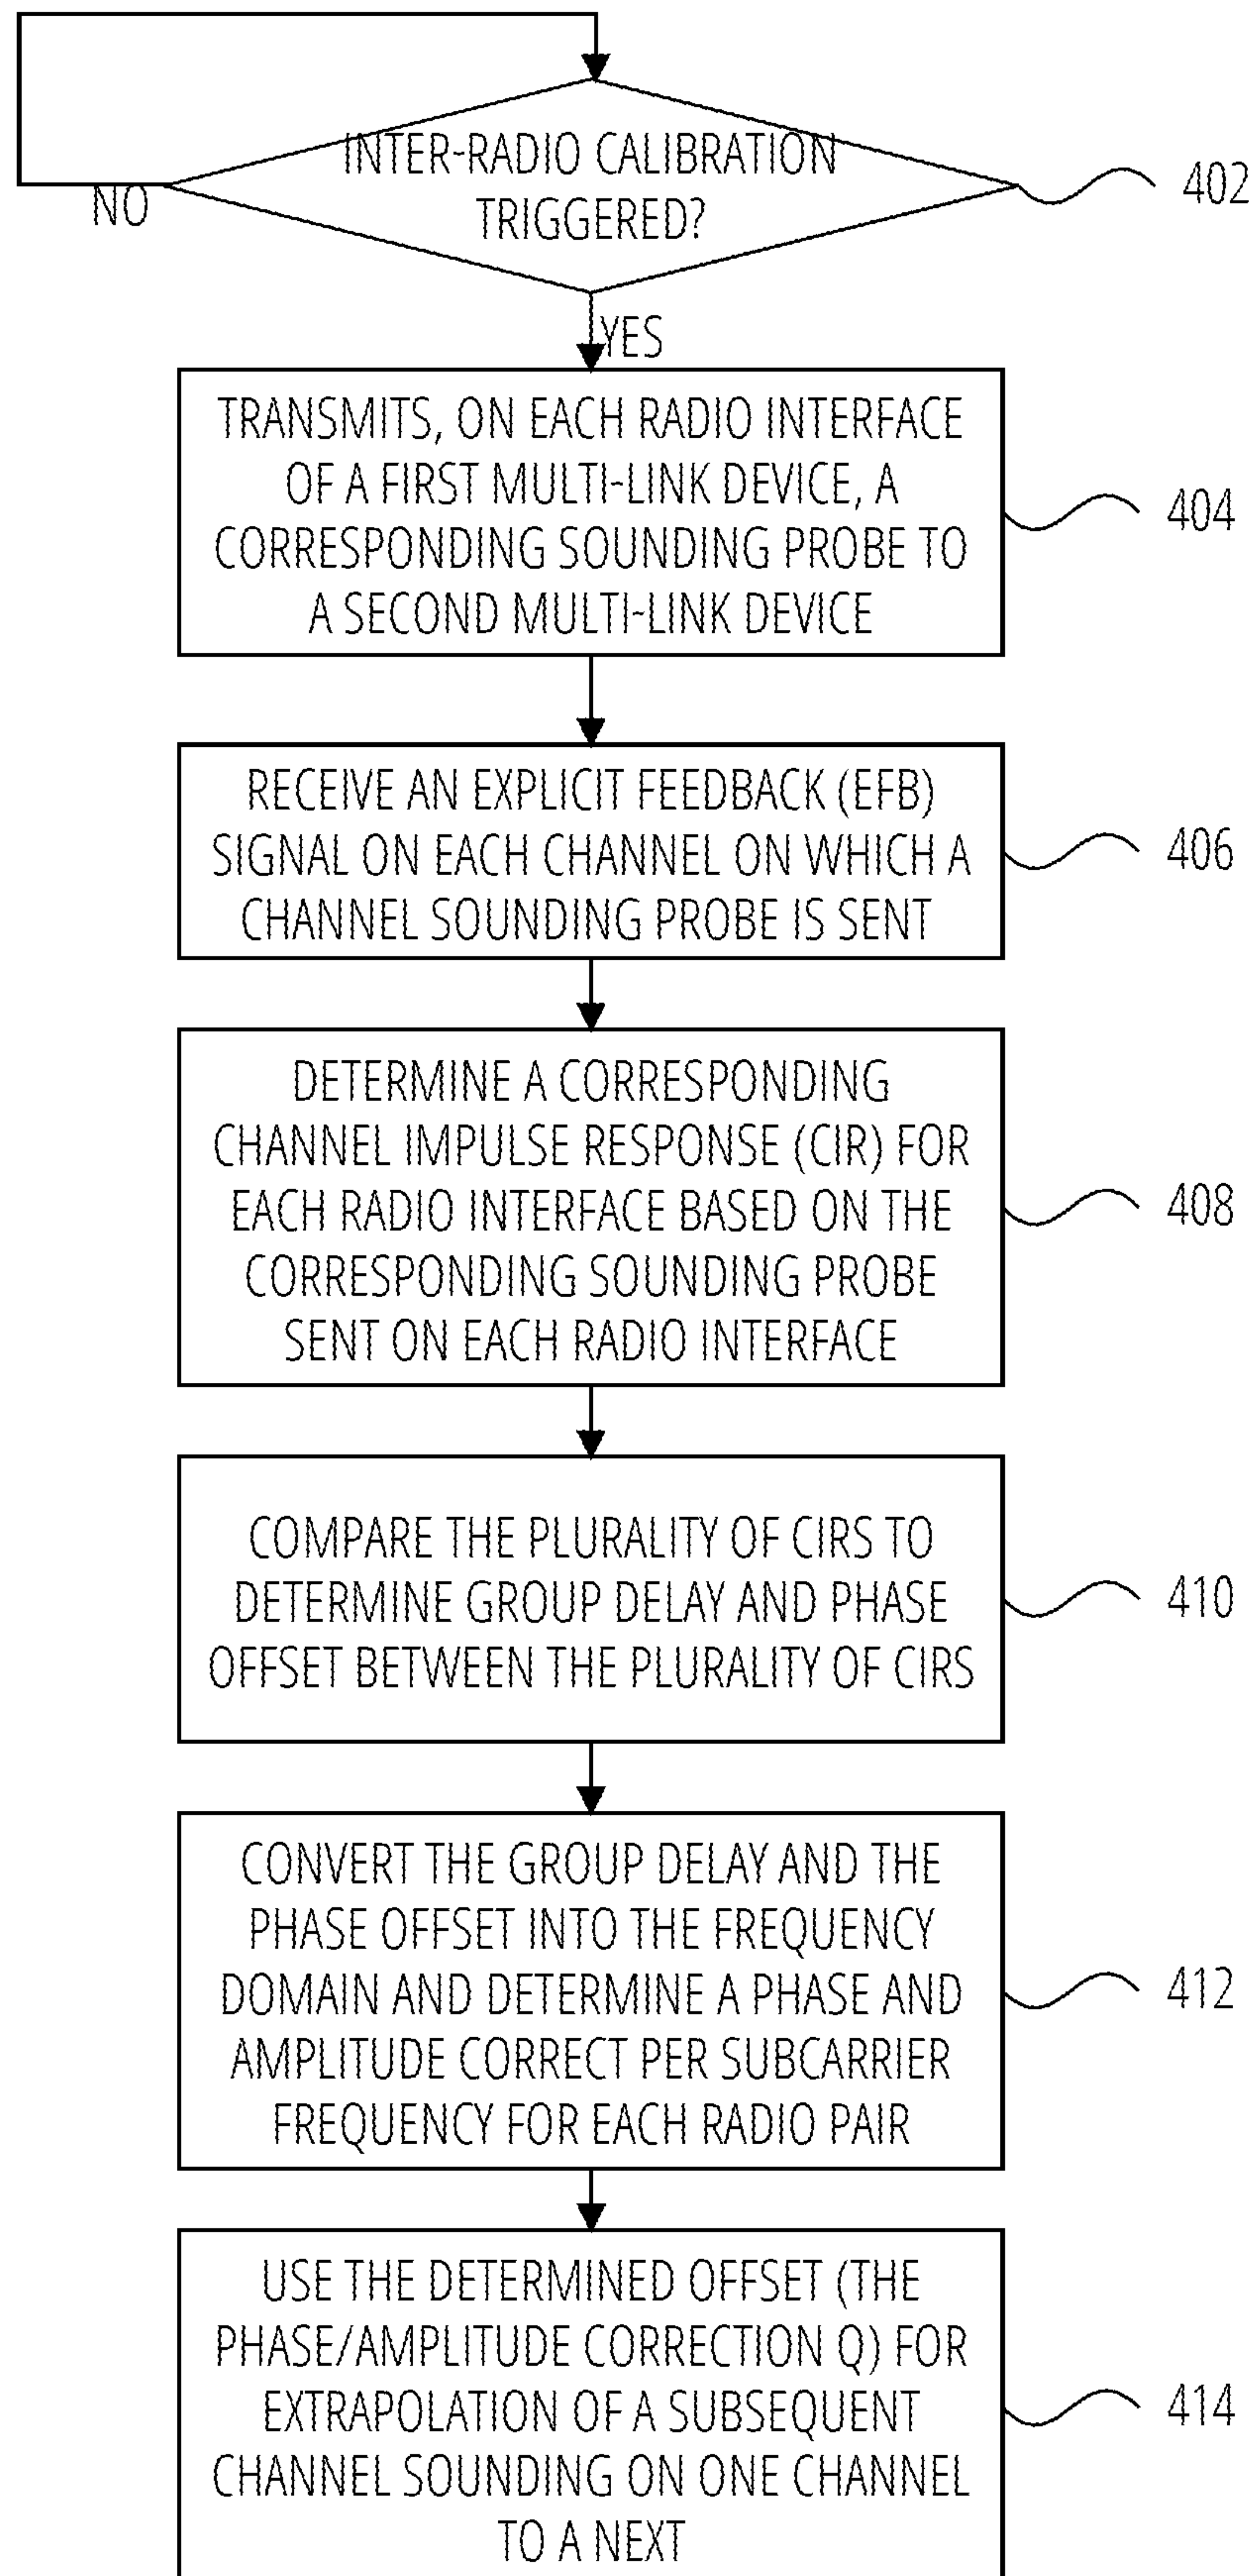 INTER-RADIO CALIBRATION
TRIGGERED?
402
NO
YES
TRANSMITS, ON EACH RADIO INTERFACE
OF A FIRST MULTI-LINK DEVICE, A
CORRESPONDING SOUNDING PROBE TO
A SECOND MULTI-LINK DEVICE
404
RECEIVE AN EXPLICIT FEEDBACK (EFB)
SIGNAL ON EACH CHANNEL ON WHICH A
CHANNEL SOUNDING PROBE IS SENT
406
DETERMINE A CORRESPONDING
CHANNEL IMPULSE RESPONSE (CIR) FOR
EACH RADIO INTERFACE BASED ON THE
CORRESPONDING SOUNDING PROBE
SENT ON EACH RADIO INTERFACE
408
COMPARE THE PLURALITY OF CIRS TO
DETERMINE GROUP DELAY AND PHASE
OFFSET BETWEEN THE PLURALITY OF CIRS
410
CONVERT THE GROUP DELAY AND THE
PHASE OFFSET INTO THE FREQUENCY
DOMAIN AND DETERMINE A PHASE AND
AMPLITUDE CORRECT PER SUBCARRIER
FREQUENCY FOR EACH RADIO PAIR
412
USE THE DETERMINED OFFSET (THE
PHASE/AMPLITUDE CORRECTION Q) FOR
EXTRAPOLATION OF A SUBSEQUENT
CHANNEL SOUNDING ON ONE CHANNEL
TO A NEXT
414